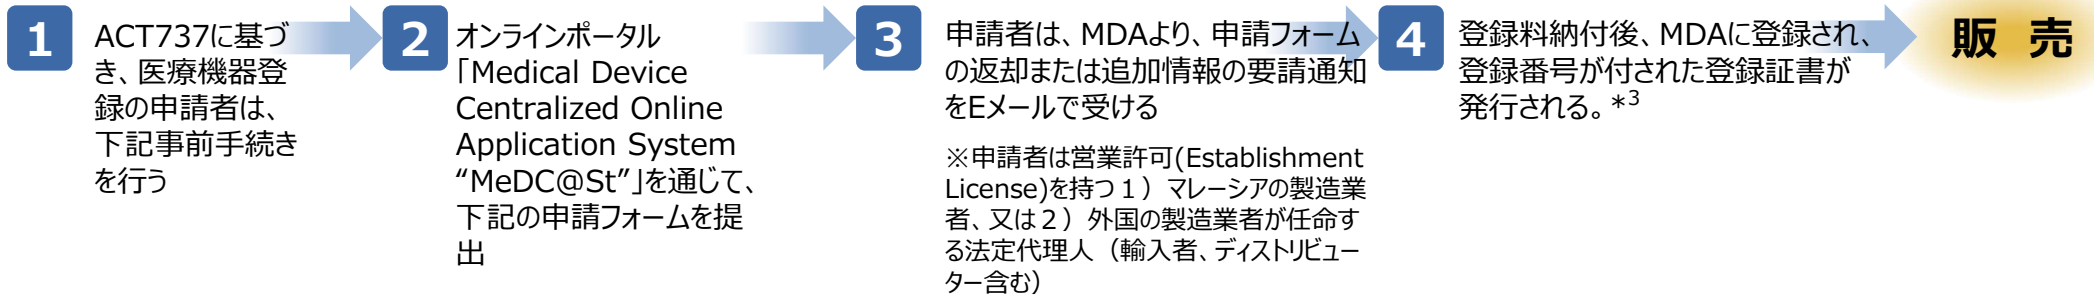 1
ACT737に基づ
き、医療機器登
録の申請者は、
下記事前手続き
を行う
2
オンラインポータル
「Medical Device
Centralized Online
Application System
“MeDC@St”」を通じて、
下記の申請フォームを提
出
3
申請者は、MDAより、申請フォーム
の返却または追加情報の要請通知
をEメールで受ける
※申請者は営業許可(Establishment
License)を持つ１）マレーシアの製造業
者、又は２）外国の製造業者が任命す
る法定代理人（輸入者、ディストリビュー
ター含む）
4
登録料納付後、MDAに登録され、
登録番号が付された登録証書が
発行される。*3
販 売